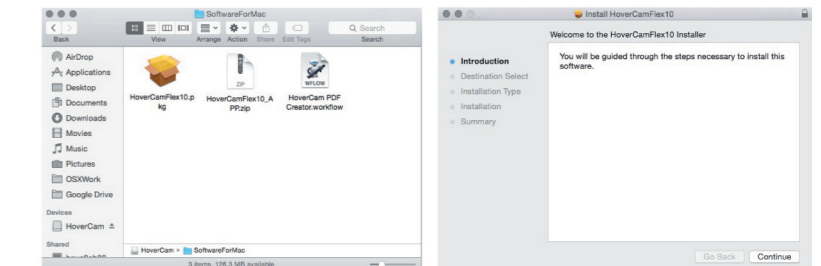 SoftwareForMac
Search
Back
View
Arrange
Action
Share
Edit Tags
Search
AirDrop
Applications
Desktop
Documents
Downloads
Movies
Music
Pictures
OSXWork
Google Drive
Devices
HoverCam
Shared
HoverCamFlex10.p
kg
ZIP
HoverCamFlex10_A
PP.zip
WFLOW
HoverCam PDF
Creator.workflow
HoverCam ▸ SoftwareForMac
3 items, 126.3 MB available
Install HoverCamFlex10
Welcome to the HoverCamFlex10 Installer
Introduction
Destination Select
Installation Type
Installation
Summary
You will be guided through the steps necessary to install this
software.
Go Back
Continue